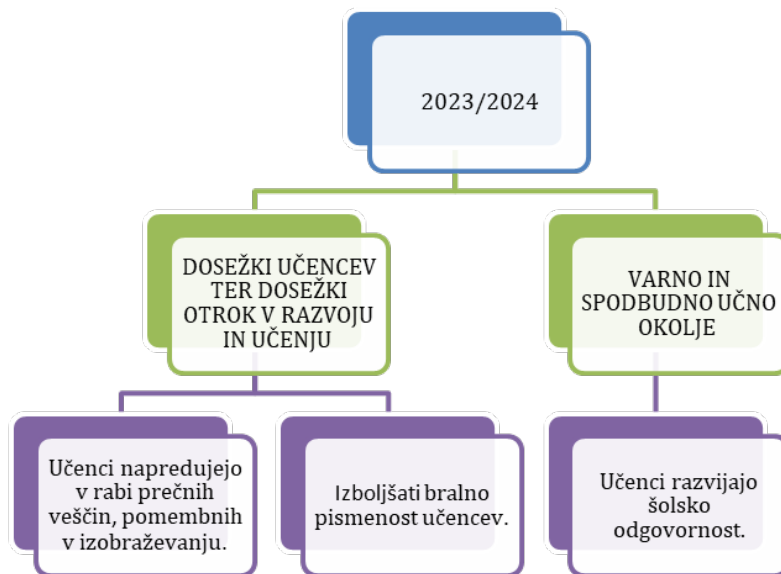 2023/2024
DOSEŽKI UČENCEV
TER DOSEŽKI
OTROK V RAZVOJU
IN UČENJU
VARNO IN
SPODBUDNO UČNO
OKOLJE
Učenci napredujejo
v rabi prečnih
veščin, pomembnih
v izobraževanju.
Izboljšati bralno
pismenost učencev.
Učenci razvijajo
šolsko
odgovornost.